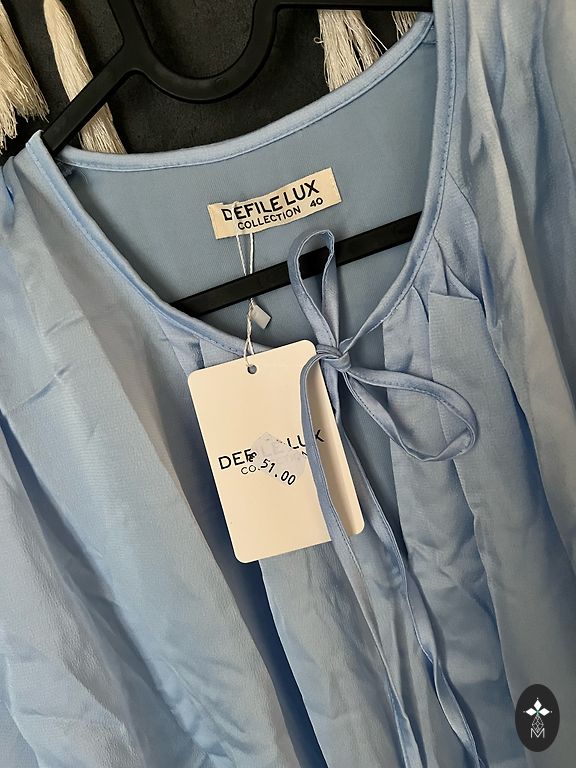 DEFILE LUX
COLLECTION 40
DEFILE LUX
CO
€ 51.00
M